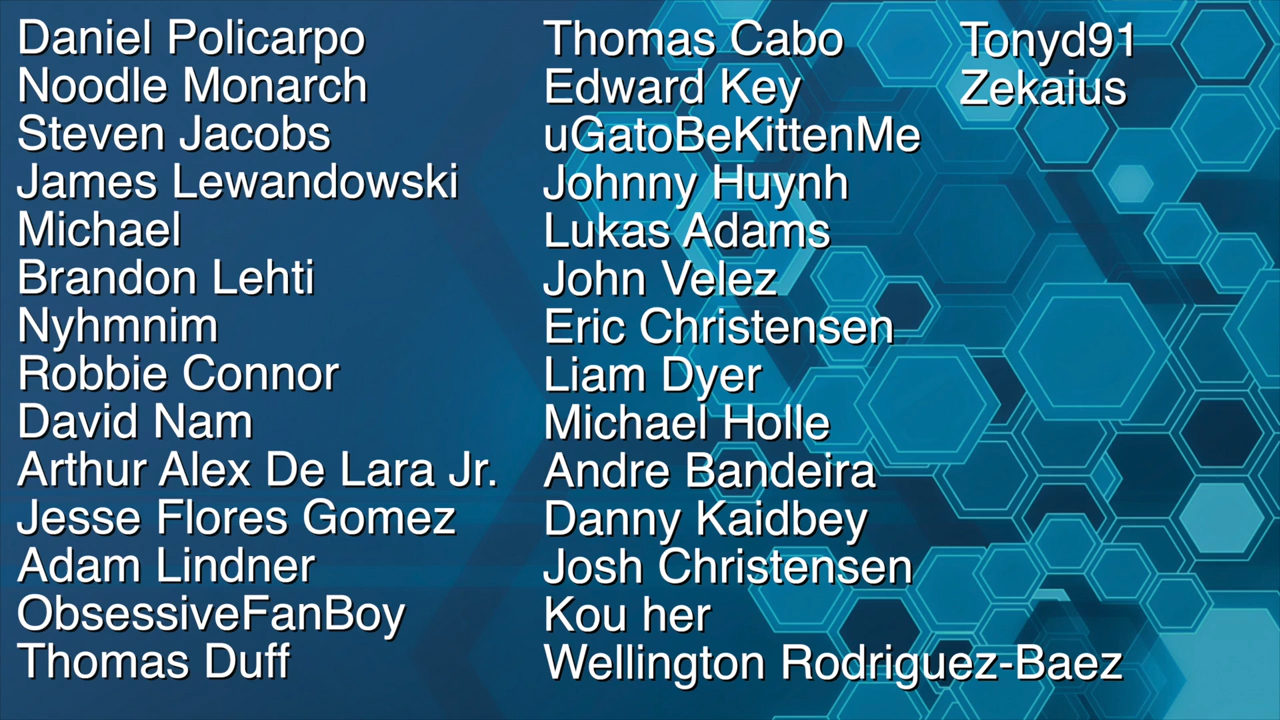 Daniel Policarpo
Noodle Monarch
Steven Jacobs
James Lewandowski
Michael
Brandon Lehti
Nyhmnim
Robbie Connor
David Nam
Arthur Alex De Lara Jr.
Jesse Flores Gomez
Adam Lindner
ObsessiveFanBoy
Thomas Duff
Thomas Cabo
Edward Key
uGatoBeKittenMe
Johnny Huynh
Lukas Adams
John Velez
Eric Christensen
Liam Dyer
Michael Holle
Andre Bandeira
Danny Kaidbey
Josh Christensen
Kou her
Wellington Rodriguez-Baez
Tonyd91
Zekaius